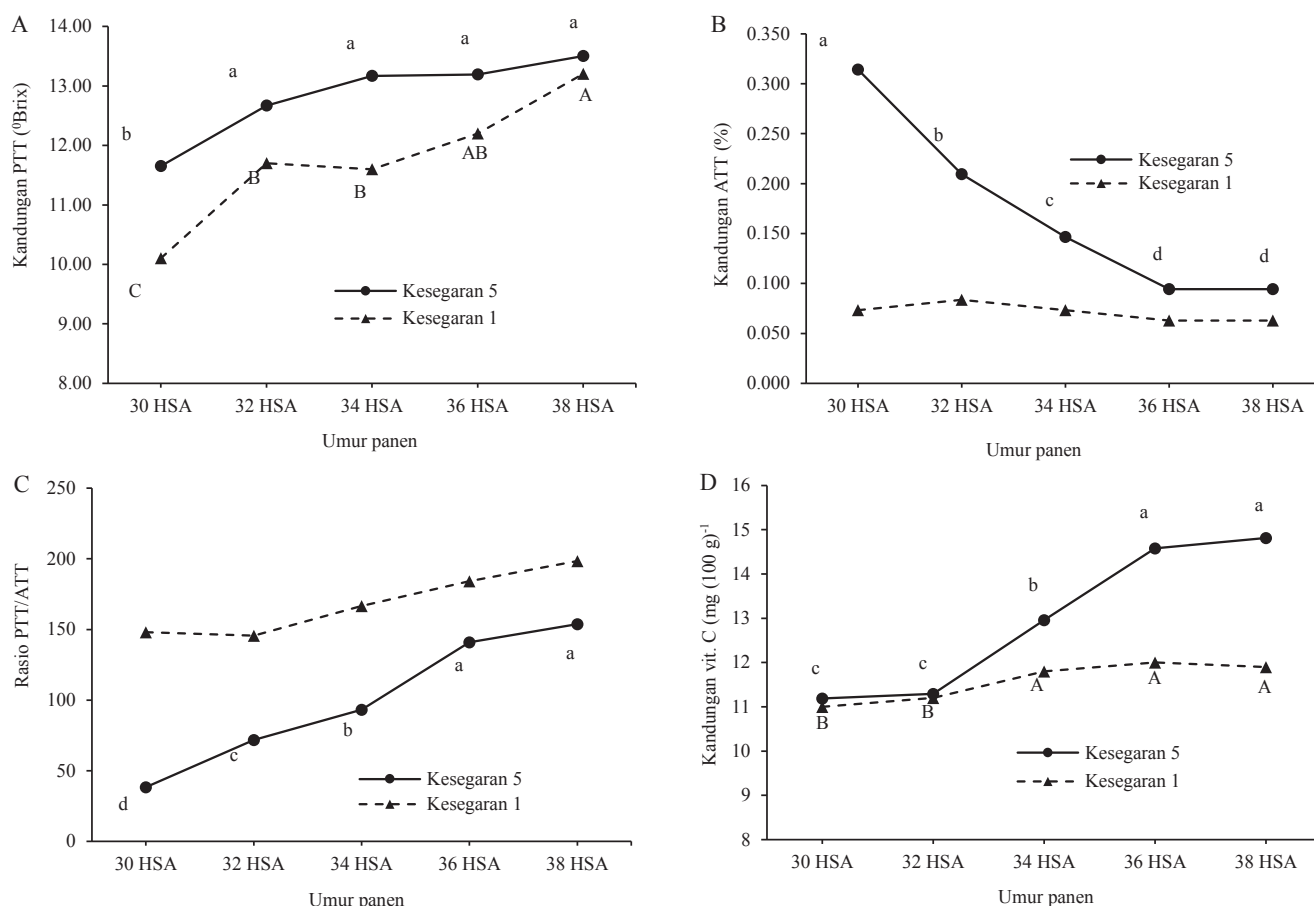 A
Kandungan PTT (⁰Brix)
14.00
13.00
12.00
11.00
10.00
9.00
8.00
a
a
a
a
b
A
AB
B
B
C
Kesegaran 5
Kesegaran 1
30 HSA 32 HSA 34 HSA 36 HSA 38 HSA
Umur panen
B
Kandungan ATT (%)
0.350
0.300
0.250
0.200
0.150
0.100
0.050
0.000
a
b
c
d d
Kesegaran 5
Kesegaran 1
30 HSA 32 HSA 34 HSA 36 HSA 38 HSA
Umur panen
C
Rasio PTT/ATT
250
200
150
100
50
0
a
a
b
c
d
Kesegaran 5
Kesegaran 1
30 HSA 32 HSA 34 HSA 36 HSA 38 HSA
Umur panen
D
Kandungan vit. C (mg (100 g)⁻¹
16
15
14
13
12
11
10
9
8
a
a
b
c
c
A
A
A
B
B
Kesegaran 5
Kesegaran 1
30 HSA 32 HSA 34 HSA 36 HSA 38 HSA
Umur panen